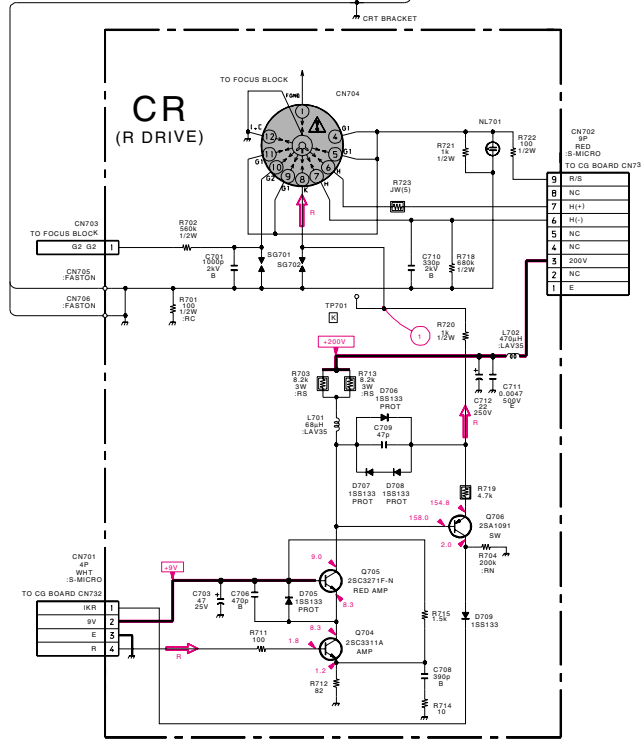 CRT BRACKET
CR
(R DRIVE)
TO FOCUS BLOCK
CN704
FOCUS
I.C
G1
G1
G1
G2
G1
K
H
H
1
12
11
10
9
8
7
6
5
4
NL701
R721
1k
1/2W
R722
100
1/2W
CN702
9P
RED
:S-MICRO
TO CG BOARD CN73
9 R/S
8 NC
7 H(+)
6 H(-)
5 NC
4 NC
3 200V
2 NC
1 E
R723
JW(5)
R
CN703
TO FOCUS BLOCK
G2 G2 1
R702
560k
1/2W
C701
1000p
2kV
B
SG701
SG702
C710
330p
2kV
B
R718
680k
1/2W
CN705
:FASTON
CN706
:FASTON
R701
100
1/2W
:RC
TP701
K
1
R720
1k
1/2W
L702
470μH
:LAV35
+200V
R703
8.2k
3W
:RS
R713
8.2k
3W
:RS
D706
1SS133
PROT
C712
22
250V
C711
0.0047
500V
E
L701
68μH
:LAV35
C709
47p
R
D707
1SS133
PROT
D708
1SS133
PROT
R719
4.7k
154.8
158.0
Q706
2SA1091
SW
2.0
R704
200k
:RN
CN701
4P
WHT
:S-MICRO
TO CG BOARD CN732
IKR 1
9V 2
E 3
R 4
+9V
9.0
Q705
2SC3271F-N
RED AMP
8.3
C703
47
25V
C706
470p
B
D705
1SS133
PROT
R715
1.5k
D709
1SS133
8.3
Q704
2SC3311A
AMP
R711
100
1.8
R
1.2
R712
82
C708
390p
B
R714
10